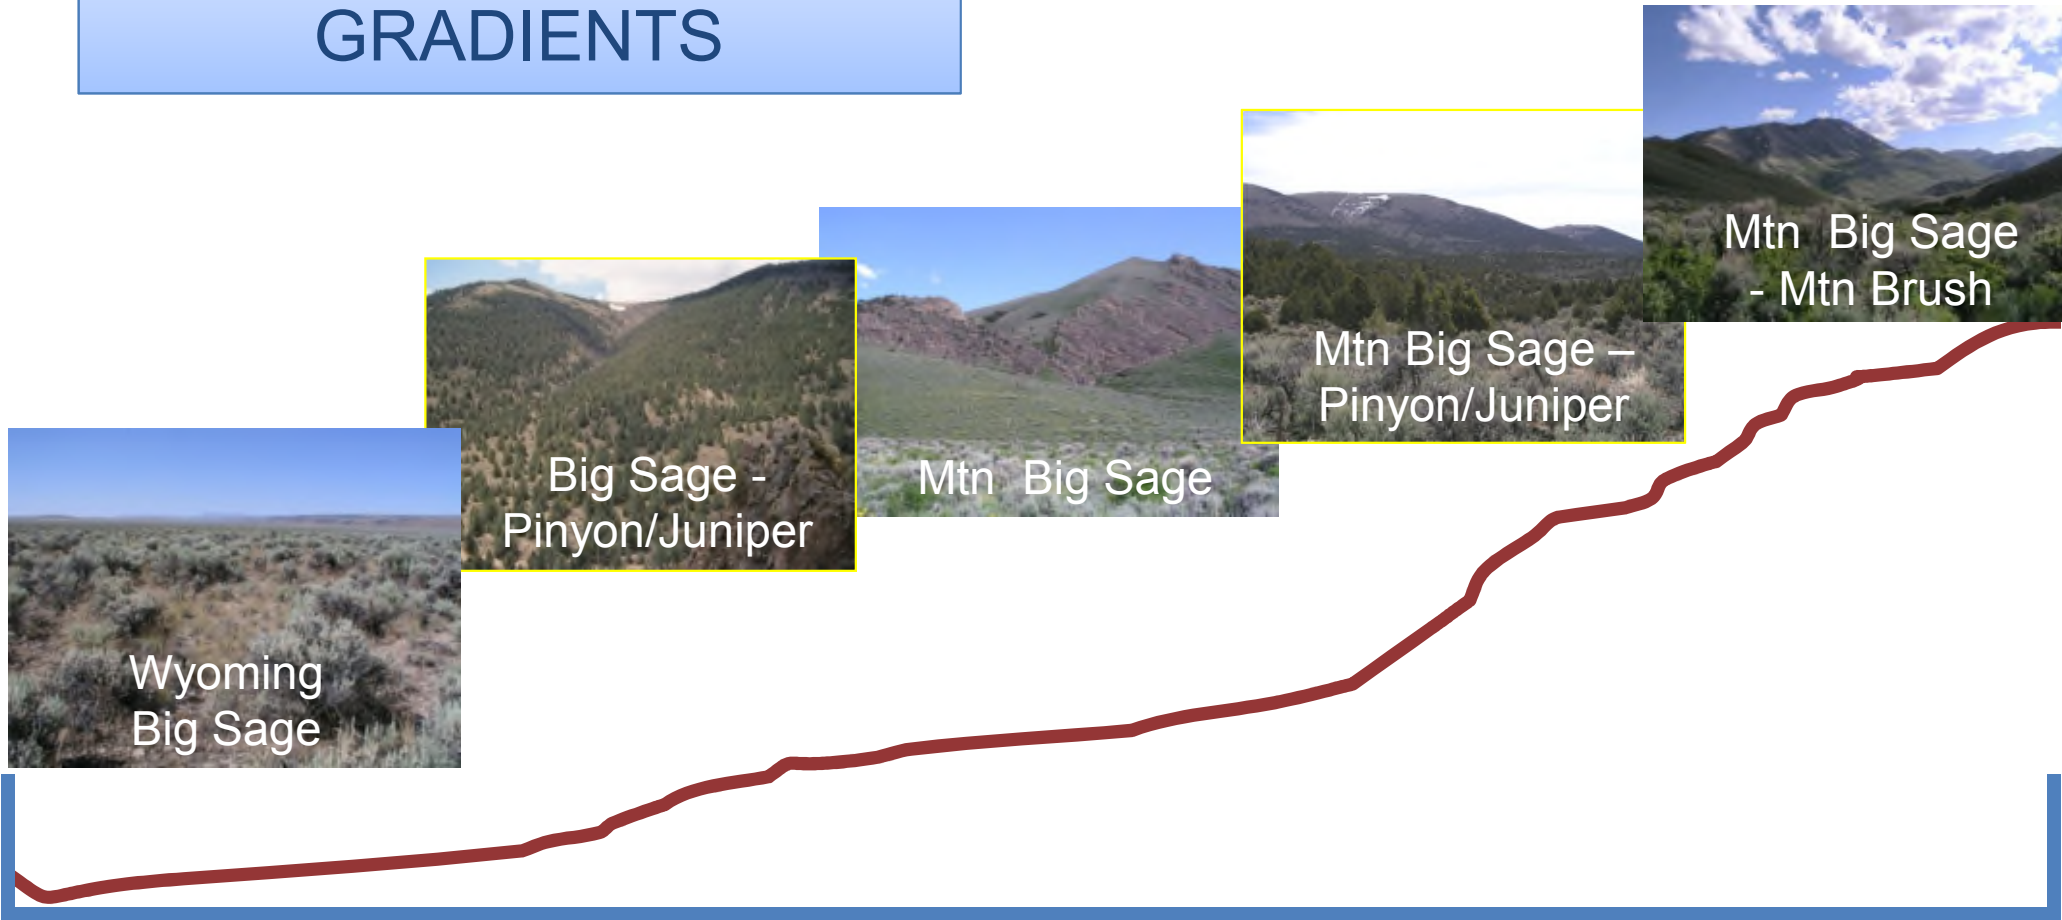 GRADIENTS
Wyoming
Big Sage
Big Sage -
Pinyon/Juniper
Mtn Big Sage
Mtn Big Sage –
Pinyon/Juniper
Mtn Big Sage
- Mtn Brush